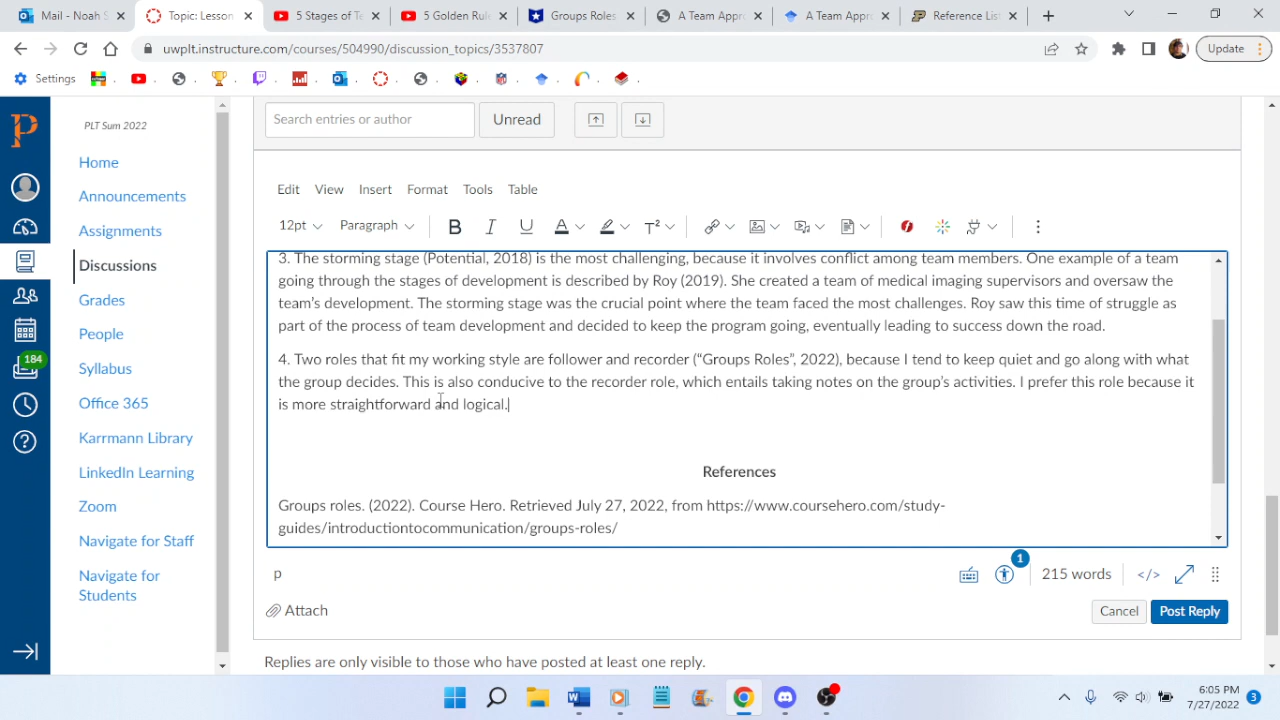 Mail - Noah S
Topic: Lesson
5 Stages of Te
5 Golden Rule
Groups Roles
A Team Appro
A Team Appro
Reference List
uwplt.instructure.com/courses/504990/discussion_topics/3537807
Update
Settings
PLT Sum 2022
Home
Announcements
Assignments
Discussions
Grades
People
Syllabus
Office 365
Karrmann Library
LinkedIn Learning
Zoom
Navigate for Staff
Navigate for
Students
184
Search entries or author
Unread
Edit View Insert Format Tools Table
12pt Paragraph B I U A T²
3. The storming stage (Potential, 2018) is the most challenging, because it involves conflict among team members. One example of a team
going through the stages of development is described by Roy (2019). She created a team of medical imaging supervisors and oversaw the
team's development. The storming stage was the crucial point where the team faced the most challenges. Roy saw this time of struggle as
part of the process of team development and decided to keep the program going, eventually leading to success down the road.
4. Two roles that fit my working style are follower and recorder (“Groups Roles”, 2022), because I tend to keep quiet and go along with what
the group decides. This is also conducive to the recorder role, which entails taking notes on the group's activities. I prefer this role because it
is more straightforward and logical.
References
Groups roles. (2022). Course Hero. Retrieved July 27, 2022, from https://www.coursehero.com/study-
guides/introductiontocommunication/groups-roles/
p
1
215 words
</>
Attach
Cancel
Post Reply
Replies are only visible to those who have posted at least one reply.
6:05 PM
7/27/2022
3